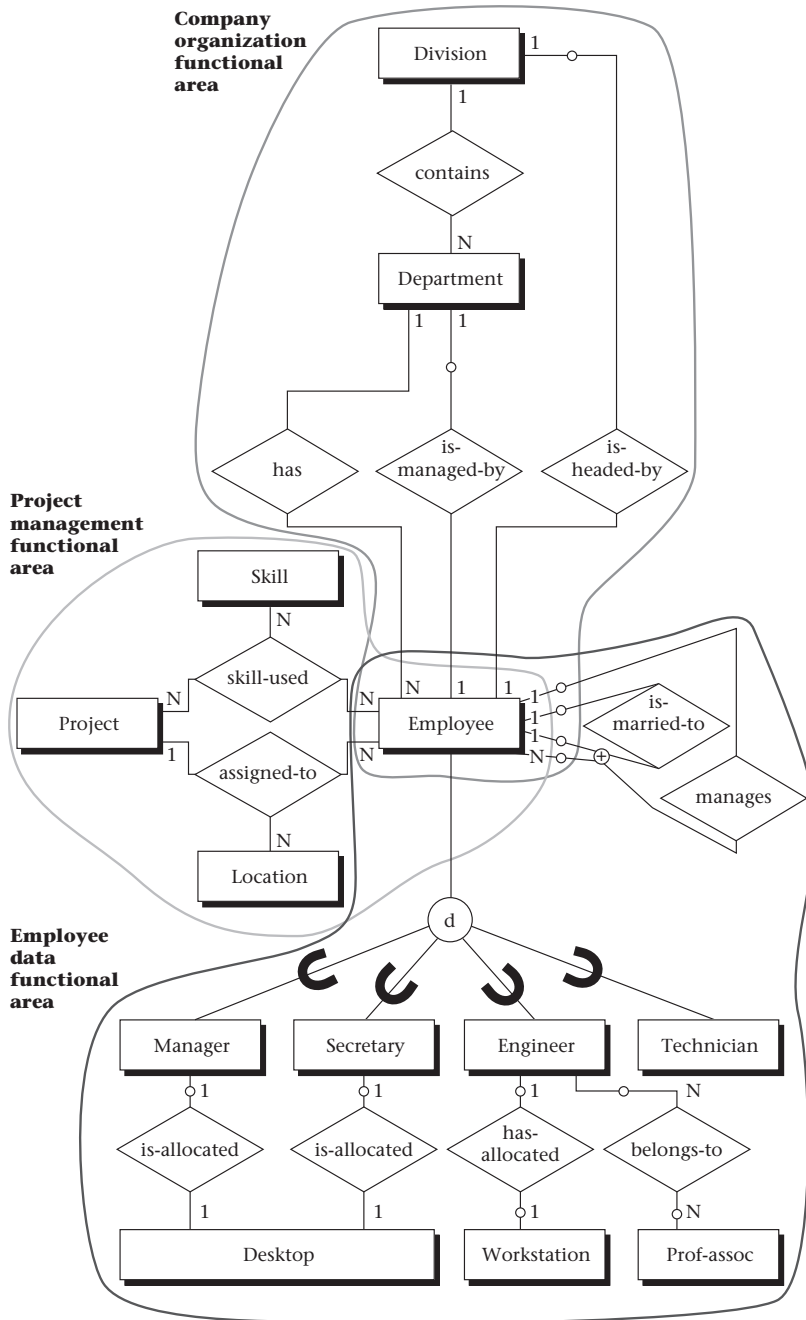 Company
organization
functional
area
Division
1
1
contains
N
Department
1
1
has
is-
managed-by
is-
headed-by
Project
management
functional
area
Skill
N
N
skill-used
N
N
N
1
1
Project
Employee
1
1
1
N
is-
married-to
1
assigned-to
N
manages
N
Location
d
Employee
data
functional
area
Manager
Secretary
Engineer
Technician
1
1
1
N
is-allocated
is-allocated
has-
allocated
belongs-to
1
1
1
N
Desktop
Workstation
Prof-assoc